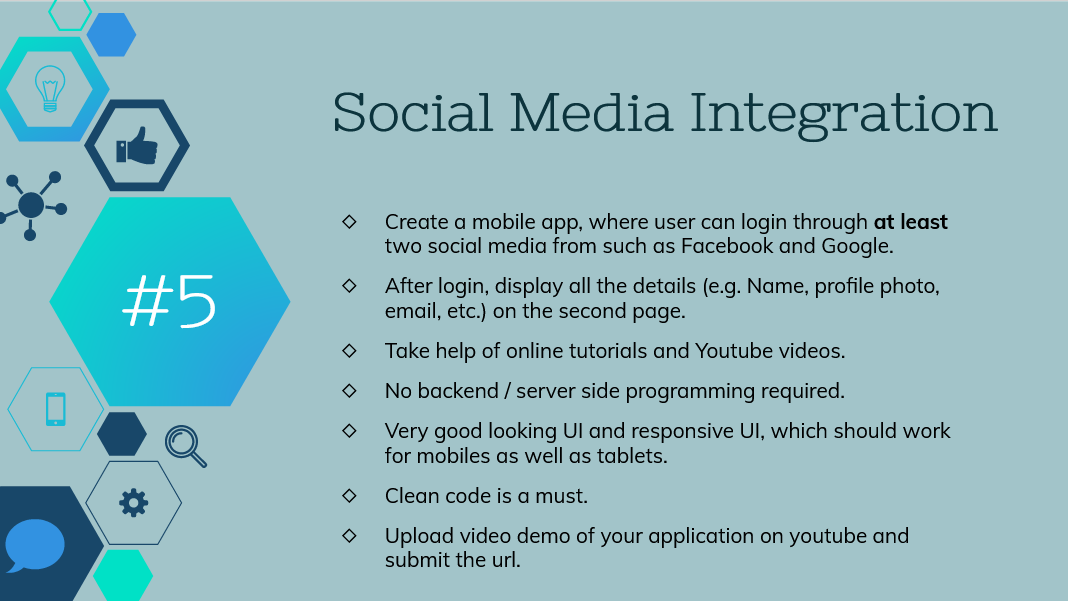 Social Media Integration
#5
Create a mobile app, where user can login through at least
two social media from such as Facebook and Google.
After login, display all the details (e.g. Name, profile photo,
email, etc.) on the second page.
Take help of online tutorials and Youtube videos.
No backend / server side programming required.
Very good looking UI and responsive UI, which should work
for mobiles as well as tablets.
Clean code is a must.
Upload video demo of your application on youtube and
submit the url.